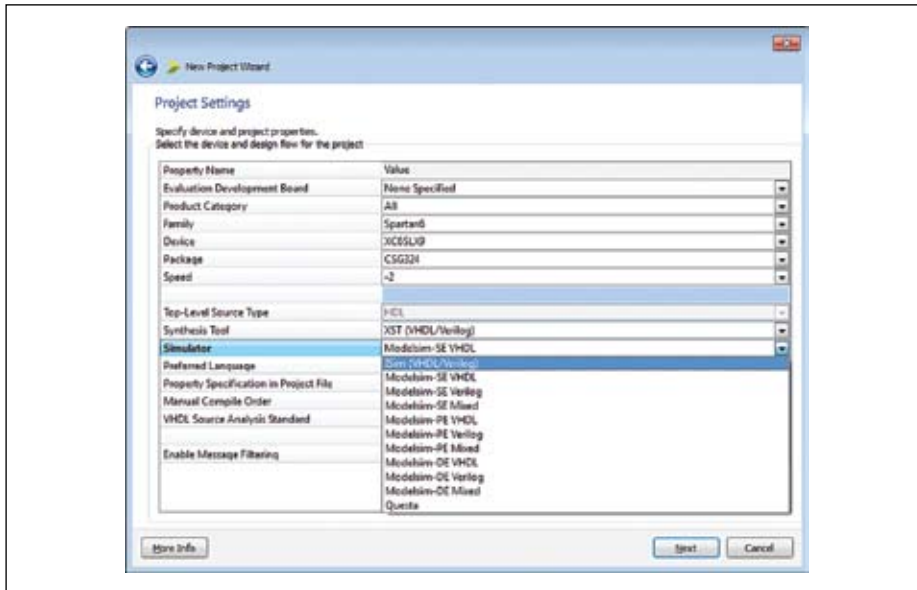 New Project Wizard
Project Settings
Specify device and project properties.
Select the device and design flow for the project
Property Name Value
Evaluation Development Board None Specified
Product Category All
Family Spartan6
Device XC6SLX9
Package CSG324
Speed -2
Top-Level Source Type HDL
Synthesis Tool XST (VHDL/Verilog)
Simulator Modelsim-SE VHDL
Preferred Language ISim (VHDL/Verilog)
Property Specification in Project File Modelsim-SE VHDL
Modelsim-SE Verilog
Manual Compile Order Modelsim-SE Mixed
VHDL Source Analysis Standard Modelsim-PE VHDL
Modelsim-PE Verilog
Enable Message Filtering Modelsim-PE Mixed
Modelsim-DE VHDL
Modelsim-DE Verilog
Modelsim-DE Mixed
Questa
More Info Next Cancel